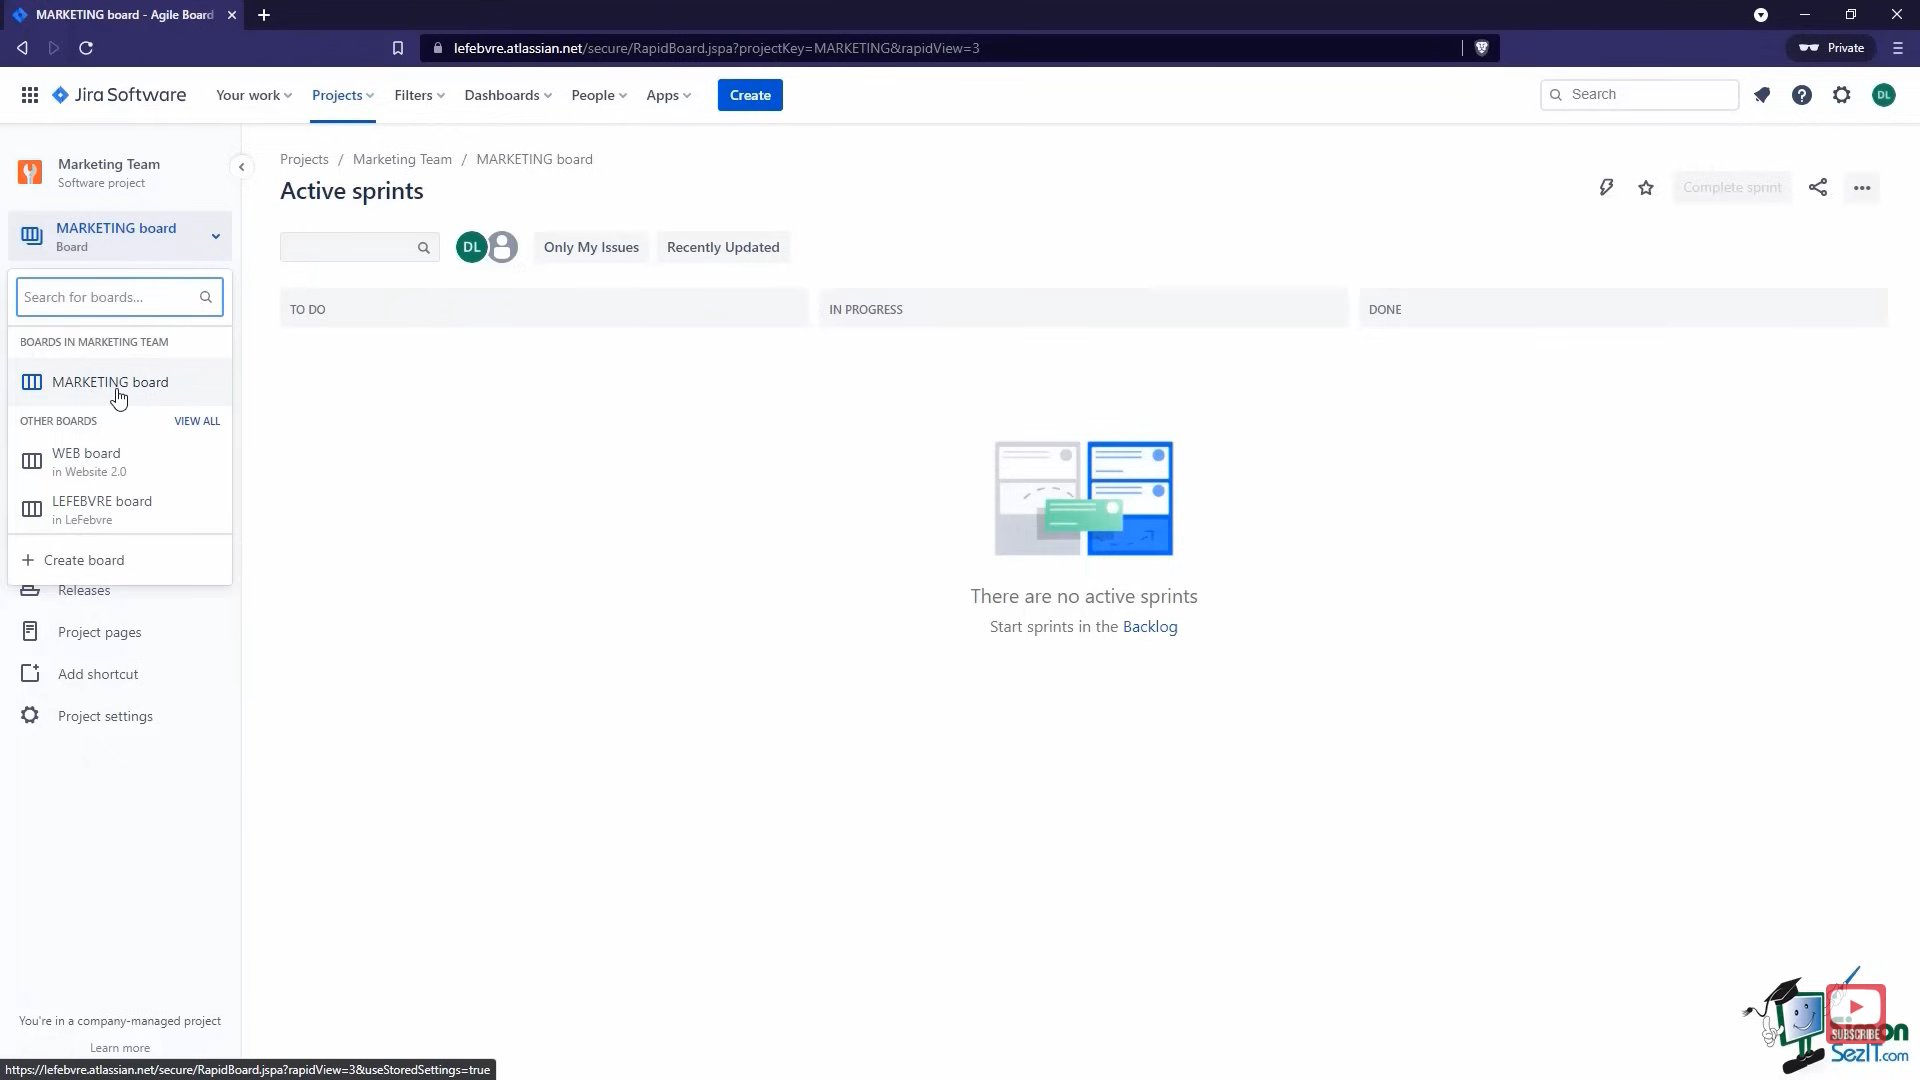 MARKETING board - Agile Board
lefebvre.atlassian.net/secure/RapidBoard.jspa?projectKey=MARKETING&rapidView=3
Private
Jira Software
Your work
Projects
Filters
Dashboards
People
Apps
Create
Search
DL
Marketing Team
Software project
MARKETING board
Board
Search for boards...
BOARDS IN MARKETING TEAM
MARKETING board
OTHER BOARDS
VIEW ALL
WEB board
in Website 2.0
LEFEBVRE board
in LeFebvre
+ Create board
Releases
Project pages
Add shortcut
Project settings
You're in a company-managed project
Learn more
https://lefebvre.atlassian.net/secure/RapidBoard.jspa?rapidView=3&useStoredSettings=true
Projects / Marketing Team / MARKETING board
Active sprints
Complete sprint
DL
Only My Issues
Recently Updated
TO DO
IN PROGRESS
DONE
There are no active sprints
Start sprints in the Backlog
SUBSCRIBE
SezIT.com